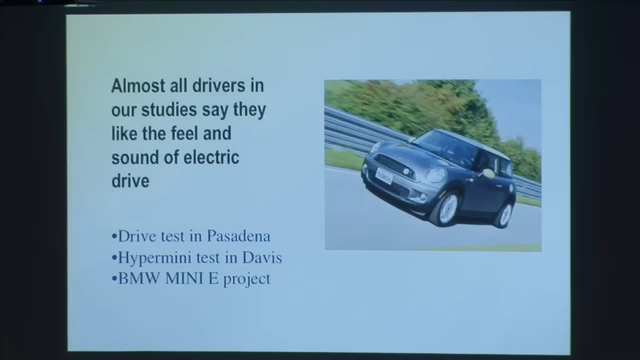 Almost all drivers in
our studies say they
like the feel and
sound of electric
drive
•Drive test in Pasadena
•Hypermini test in Davis
•BMW MINI E project